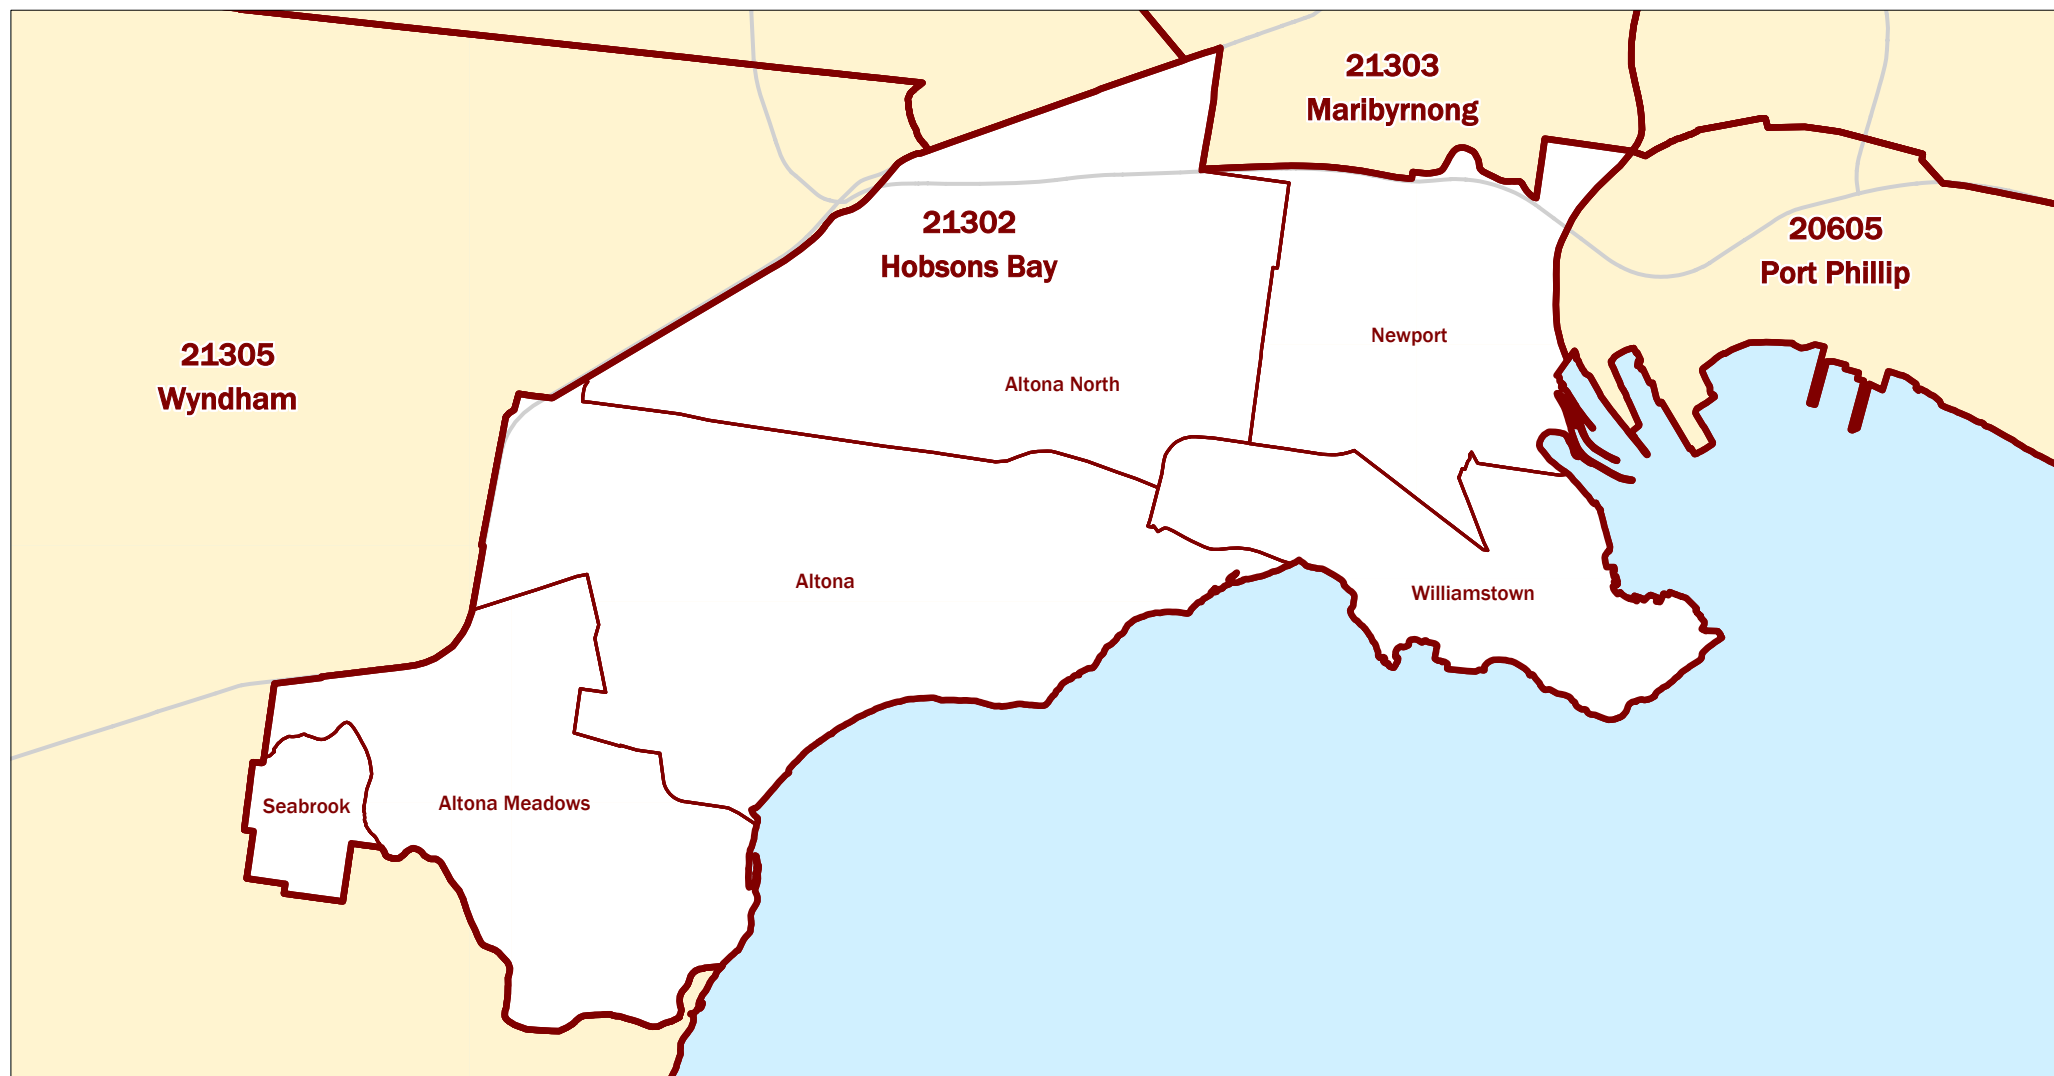 21303
Maribyrnong
21302
Hobsons Bay
20605
Port Phillip
21305
Wyndham
Newport
Altona North
Altona
Williamstown
Seabrook
Altona Meadows